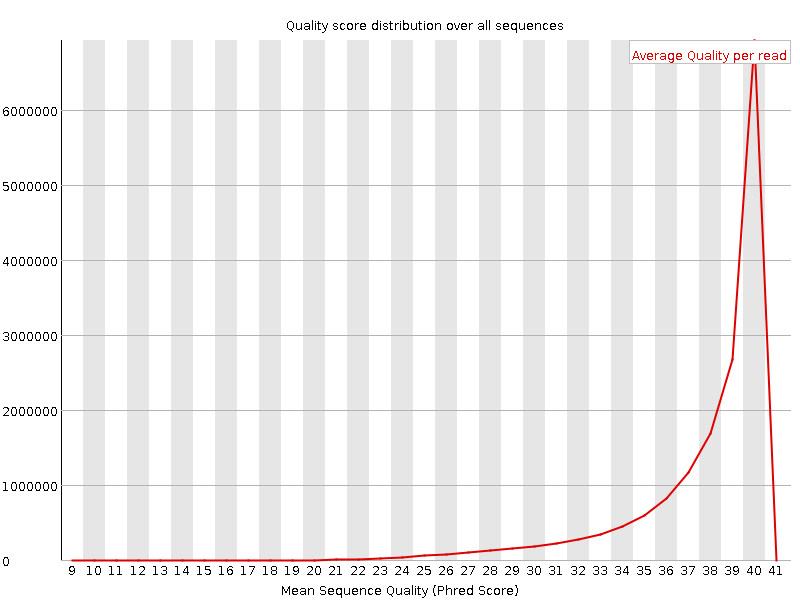 Quality score distribution over all sequences
Average Quality per read
6000000
5000000
4000000
3000000
2000000
1000000
0
9 10 11 12 13 14 15 16 17 18 19 20 21 22 23 24 25 26 27 28 29 30 31 32 33 34 35 36 37 38 39 40 41
Mean Sequence Quality (Phred Score)